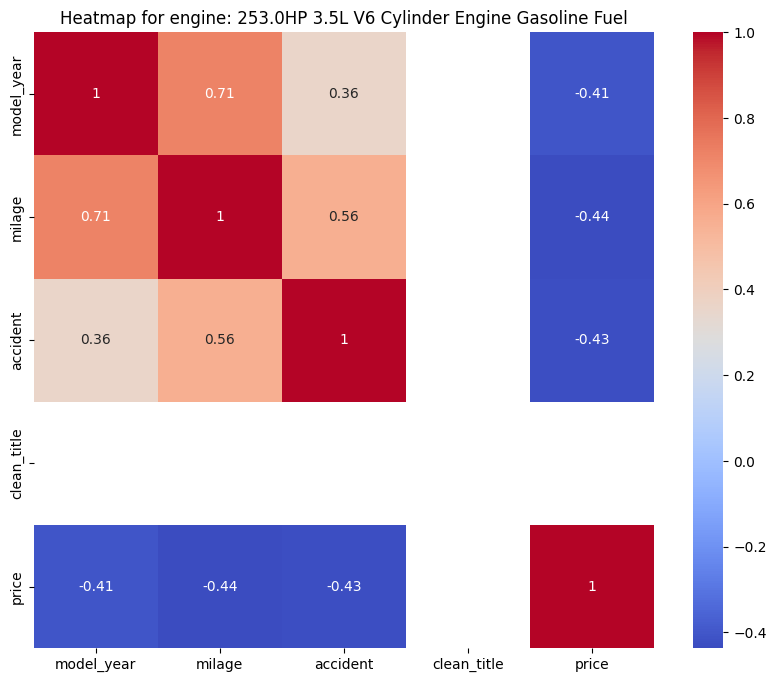 Heatmap for engine: 253.0HP 3.5L V6 Cylinder Engine Gasoline Fuel
model_year
1
0.71
0.36
-0.41
milage
0.71
1
0.56
-0.44
accident
0.36
0.56
1
-0.43
clean_title
price
-0.41
-0.44
-0.43
1
model_year
milage
accident
clean_title
price
1.0
0.8
0.6
0.4
0.2
0.0
−0.2
−0.4